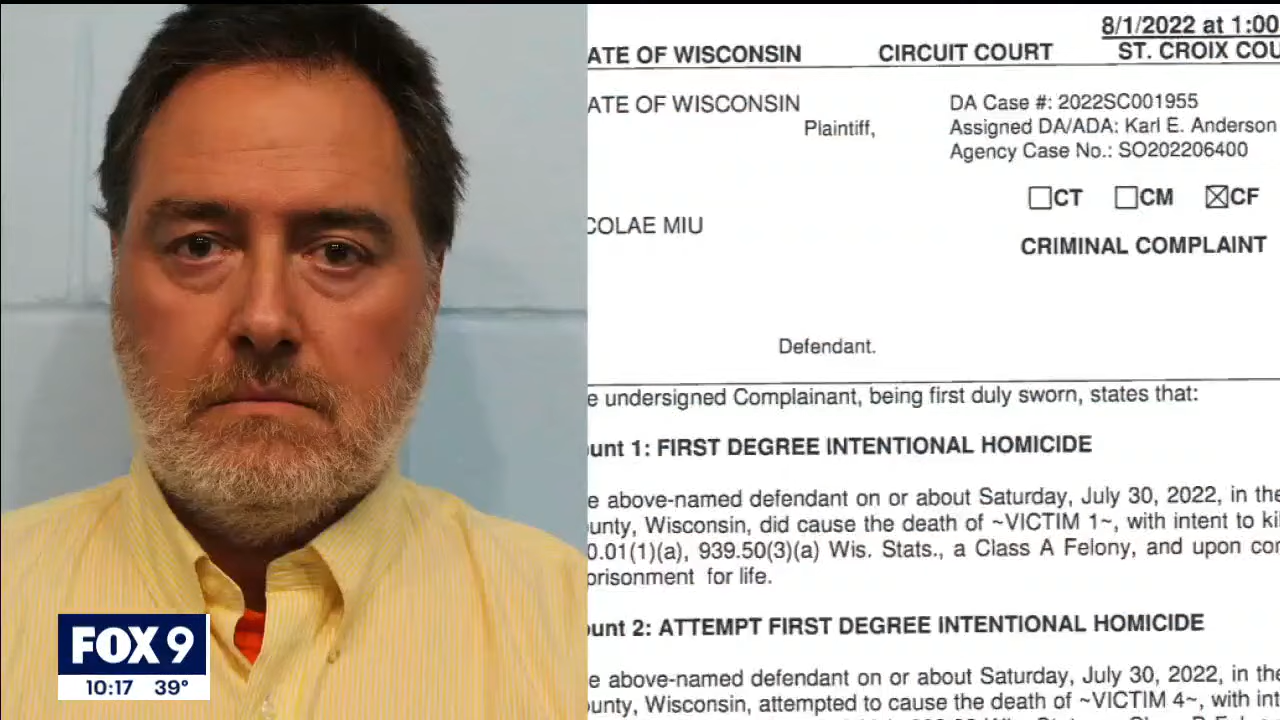 8/1/2022 at 1:00
ATE OF WISCONSIN CIRCUIT COURT ST. CROIX COU
ATE OF WISCONSIN
Plaintiff,
DA Case #: 2022SC001955
Assigned DA/ADA: Karl E. Anderson
Agency Case No.: SO202206400
CT CM CF
COLAE MIU
CRIMINAL COMPLAINT
Defendant.
e undersigned Complainant, being first duly sworn, states that:
unt 1: FIRST DEGREE INTENTIONAL HOMICIDE
e above-named defendant on or about Saturday, July 30, 2022, in the
unty, Wisconsin, did cause the death of ~VICTIM 1~, with intent to kil
0.01(1)(a), 939.50(3)(a) Wis. Stats., a Class A Felony, and upon con
prisonment for life.
unt 2: ATTEMPT FIRST DEGREE INTENTIONAL HOMICIDE
e above-named defendant on or about Saturday, July 30, 2022, in the
unty, Wisconsin, attempted to cause the death of ~VICTIM 4~, with int
FOX 9
10:17 39°